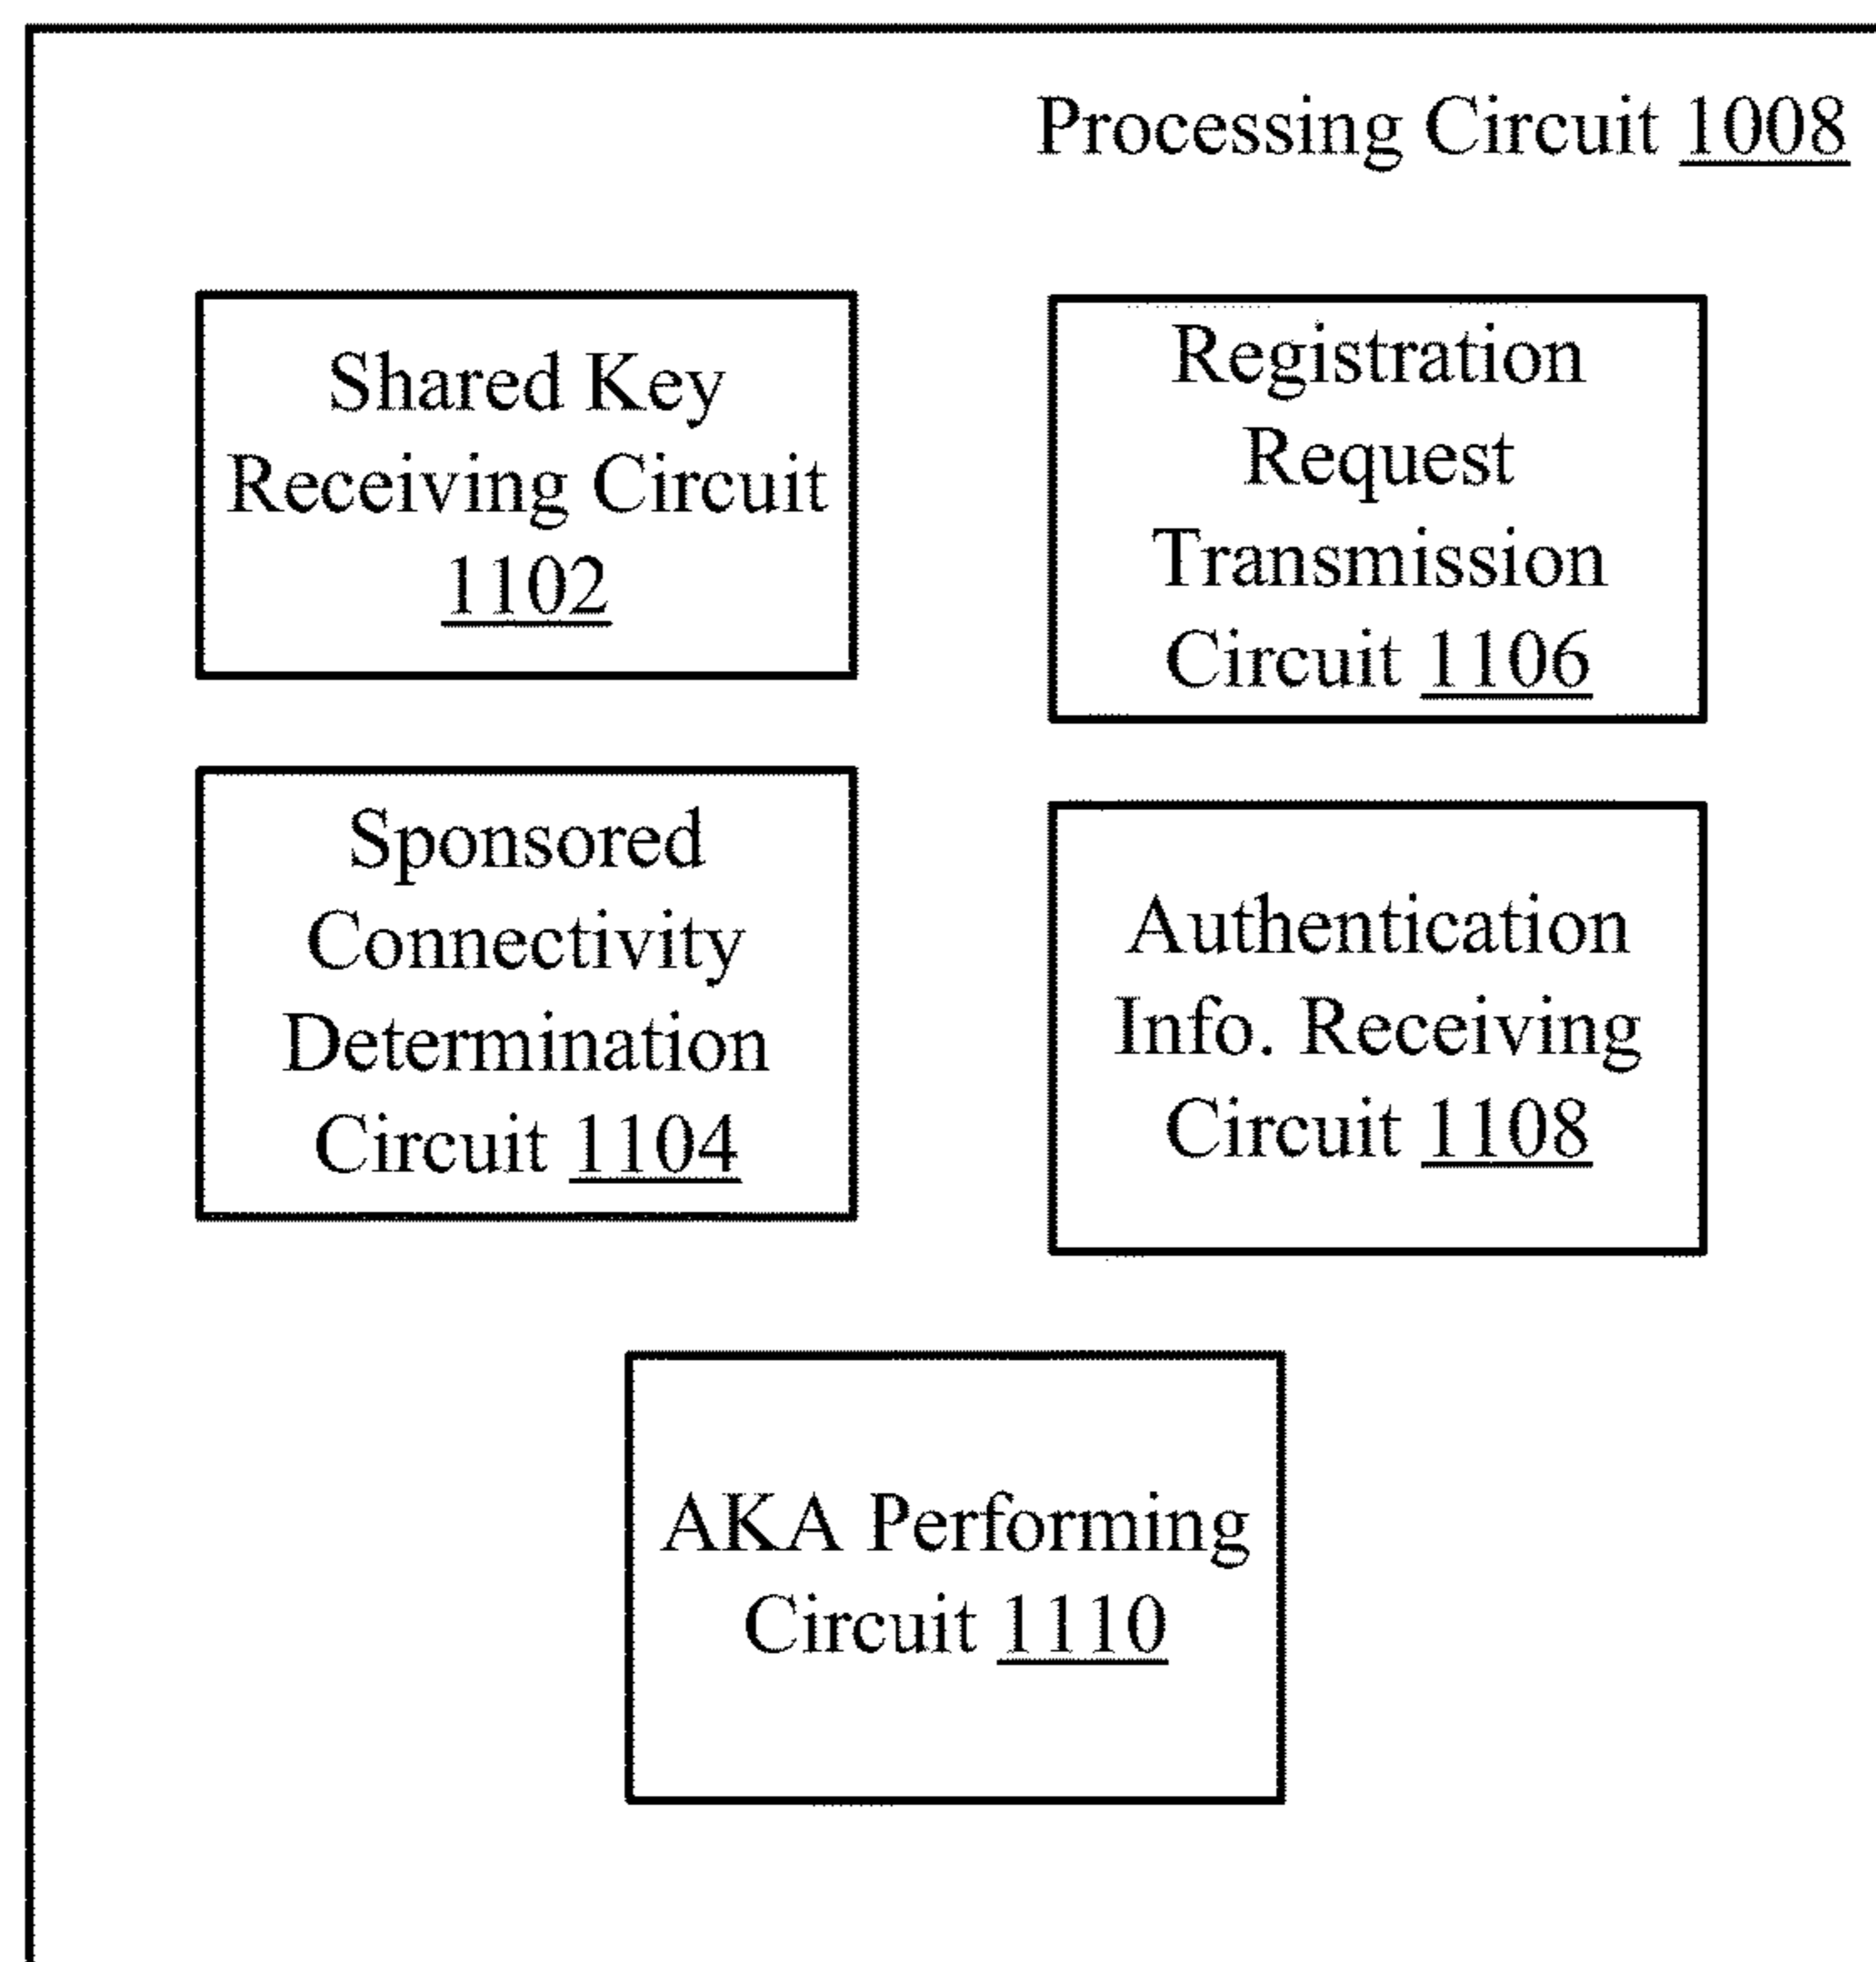 Processing Circuit 1008
Shared Key
Receiving Circuit
1102
Registration
Request
Transmission
Circuit 1106
Sponsored
Connectivity
Determination
Circuit 1104
Authentication
Info. Receiving
Circuit 1108
AKA Performing
Circuit 1110